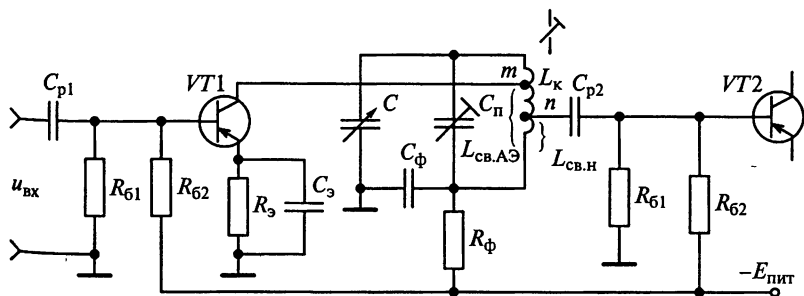 Cр1
VT1
C
Cп
m
Lк
n
Cр2
VT2
Lсв.АЭ
Lсв.н
Cф
uвх
Rб1
Rб2
Rэ
Cэ
Rф
Rб1
Rб2
−Eпит